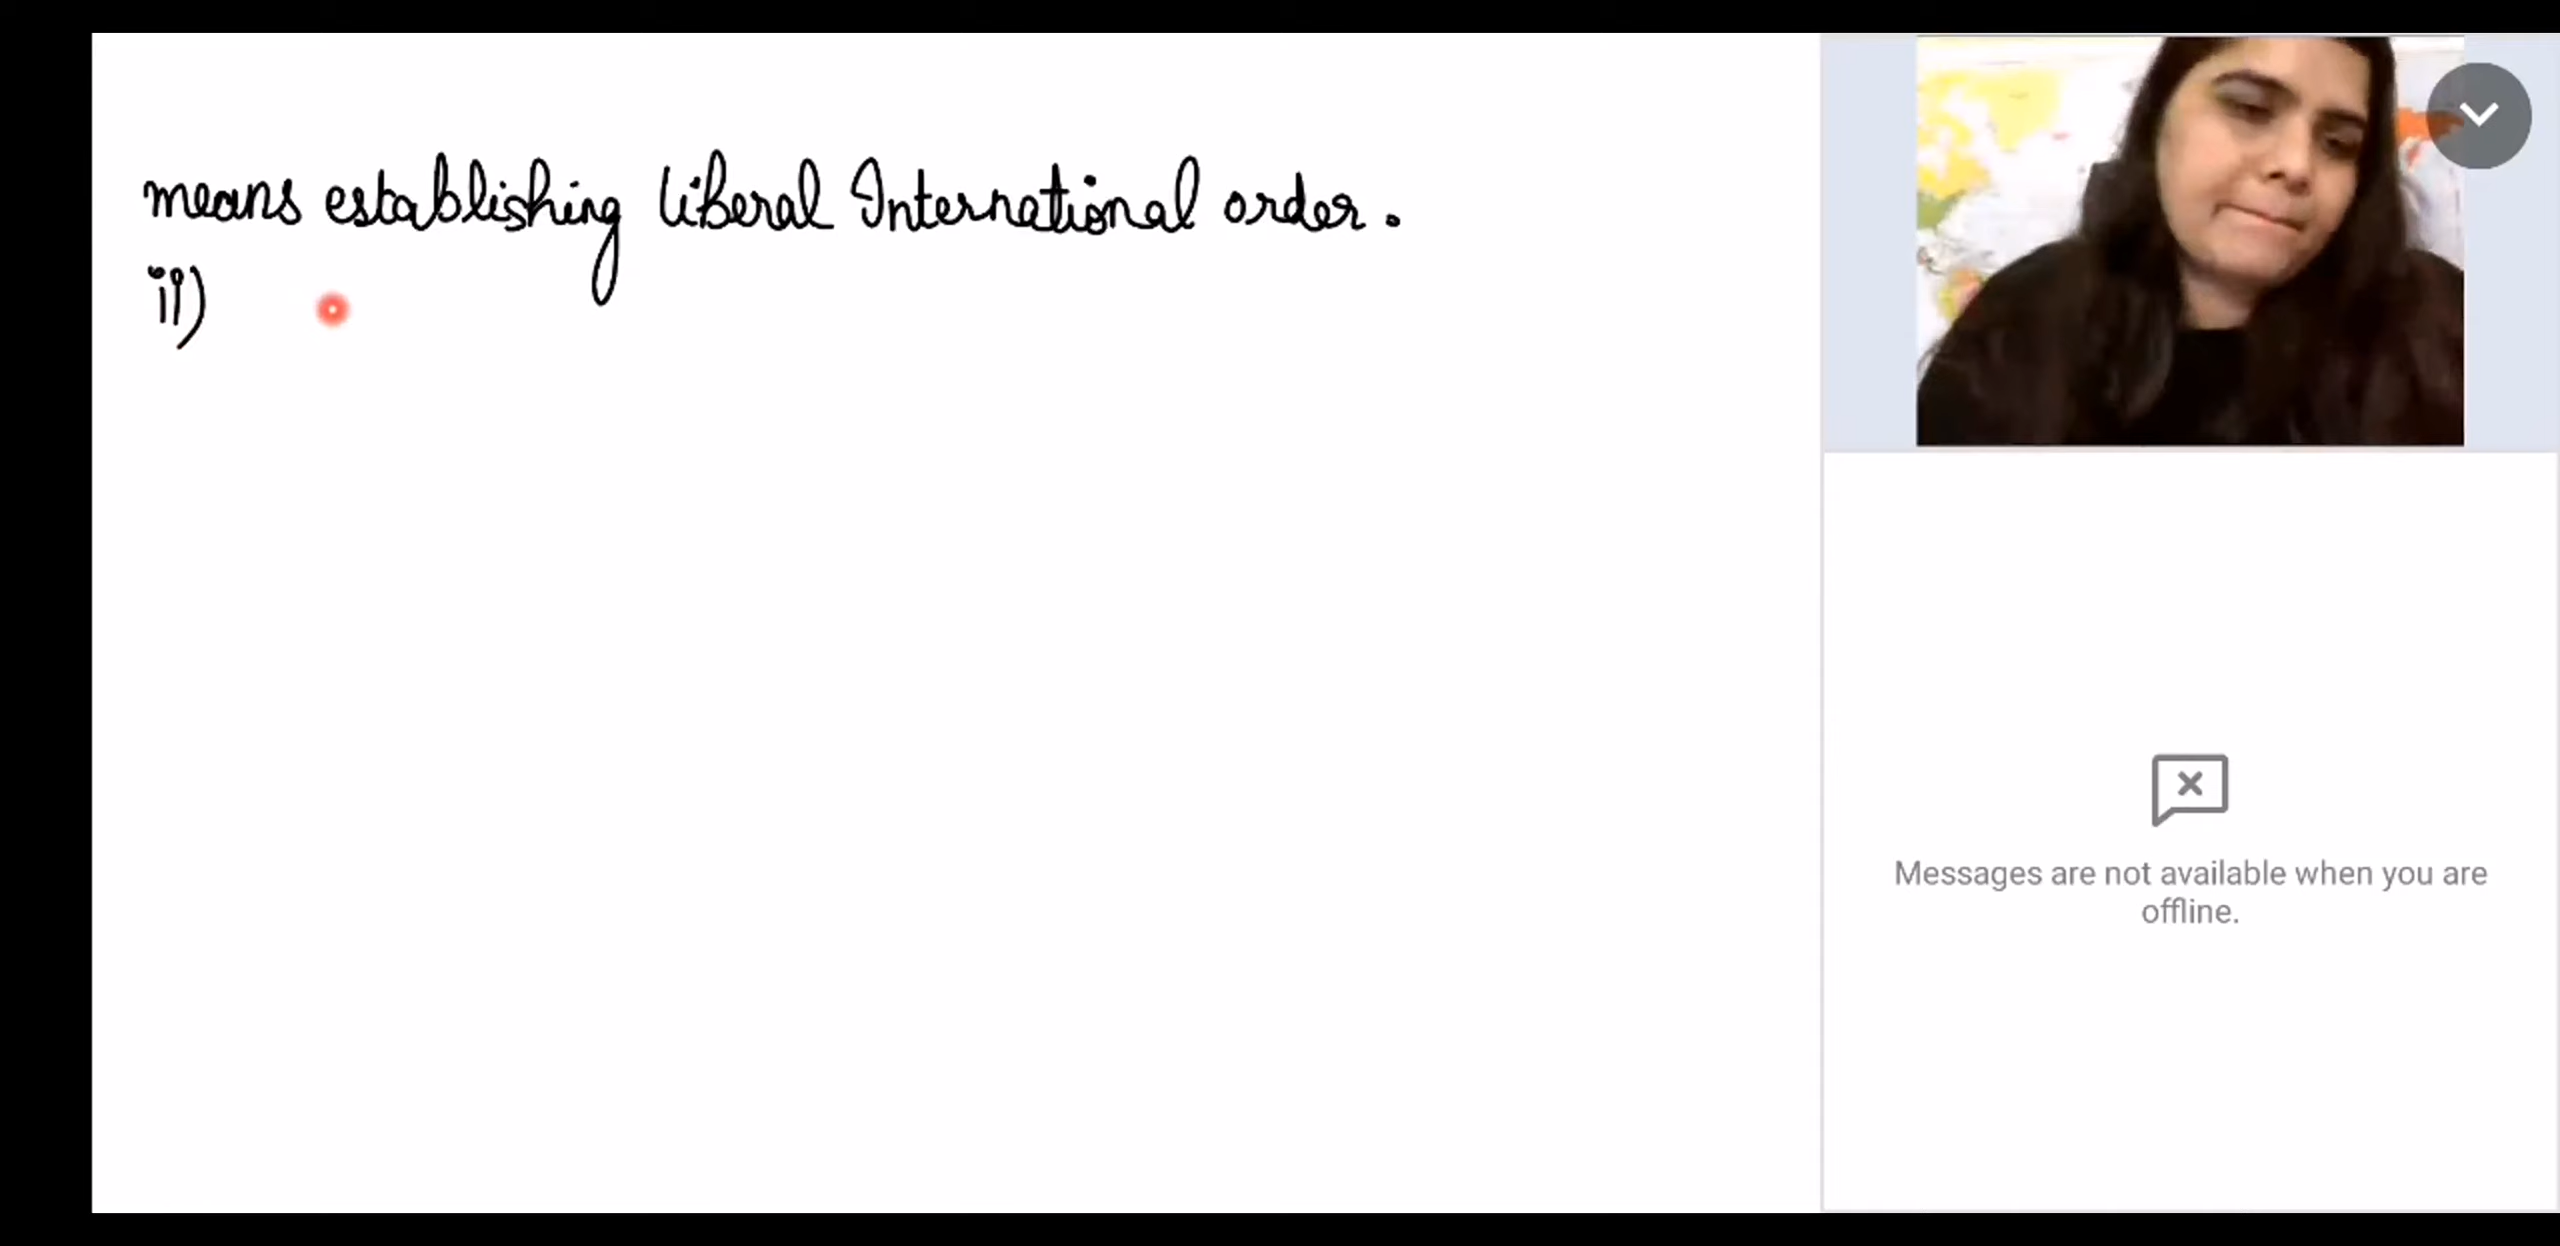 means establishing liberal International order.
ii)
Messages are not available when you are
offline.